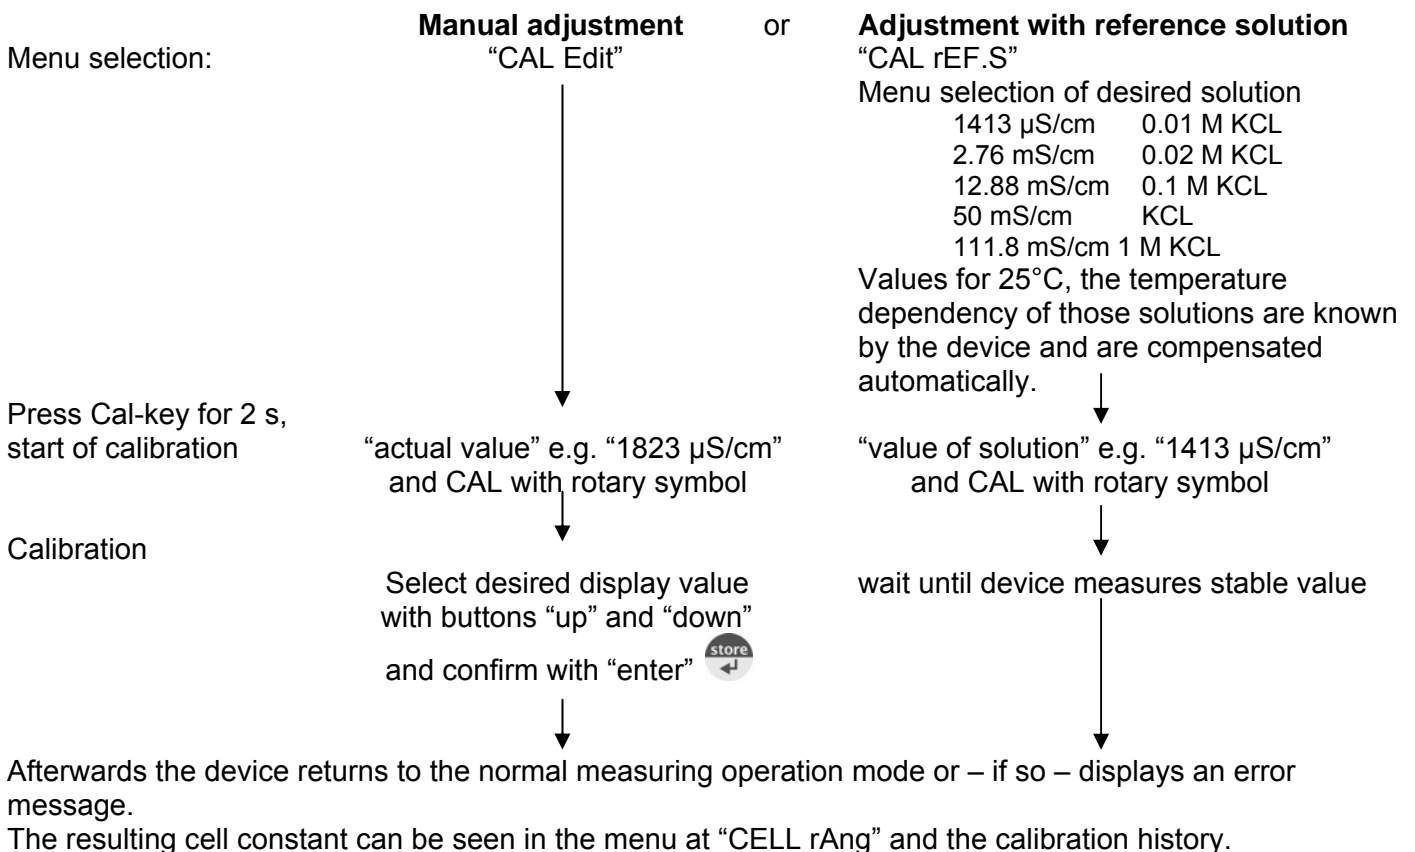 Manual adjustment or Adjustment with reference solution
Menu selection: “CAL Edit” “CAL rEF.S”
Menu selection of desired solution
1413 µS/cm 0.01 M KCL
2.76 mS/cm 0.02 M KCL
12.88 mS/cm 0.1 M KCL
50 mS/cm KCL
111.8 mS/cm 1 M KCL
Values for 25°C, the temperature
dependency of those solutions are known
by the device and are compensated
automatically.
Press Cal-key for 2 s,
start of calibration “actual value” e.g. “1823 µS/cm” “value of solution” e.g. “1413 µS/cm”
and CAL with rotary symbol and CAL with rotary symbol
Calibration
Select desired display value wait until device measures stable value
with buttons “up” and “down”
store
and confirm with “enter”
Afterwards the device returns to the normal measuring operation mode or – if so – displays an error
message.
The resulting cell constant can be seen in the menu at “CELL rAng” and the calibration history.